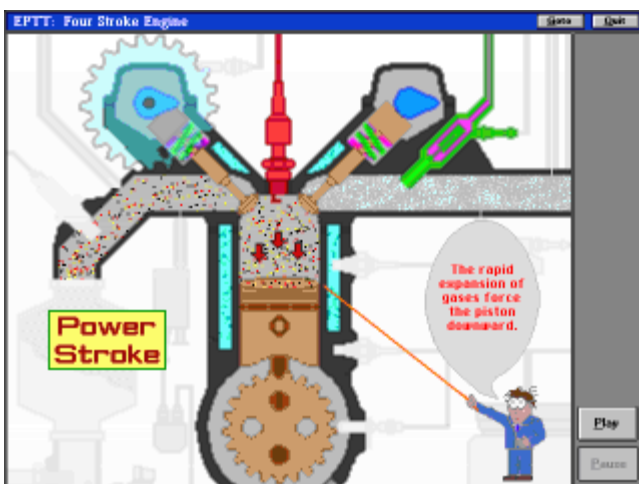 EPTT: Four Stroke Engine
Goto
Quit
The rapid
expansion of
gases force
the piston
downward.
Power
Stroke
Play
Pause